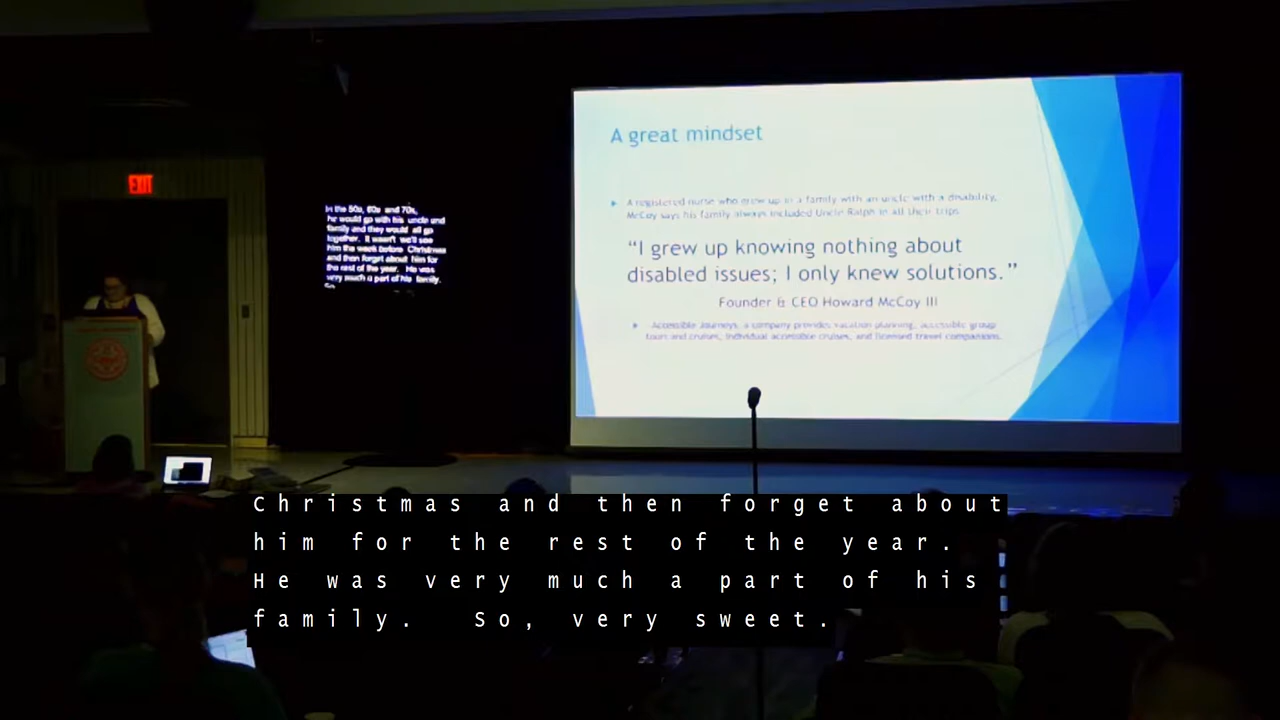 EXIT
In the 50s, 60s and 70s,
he would go with his uncle and
family and they would all go
together. It wasn't we'll see
him the week before Christmas
and then forget about him for
the rest of the year. He was
very much a part of his family.
So
A great mindset
A registered nurse who grew up in a family with an uncle with a disability,
McCoy says his family always included Uncle Ralph in all their trips
“I grew up knowing nothing about
disabled issues; I only knew solutions.”
Founder & CEO Howard McCoy III
Accessible Journeys, a company provides vacation planning, accessible group
tours and cruises, individual accessible cruises, and licensed travel companions.
Christmas and then forget about
him for the rest of the year.
He was very much a part of his
family. So, very sweet.